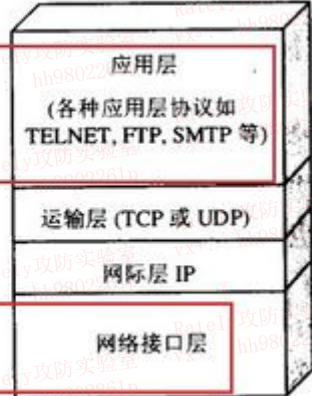 应用层
(各种应用层协议如
TELNET, FTP, SMTP 等)
运输层 (TCP 或 UDP)
网际层 IP
网络接口层